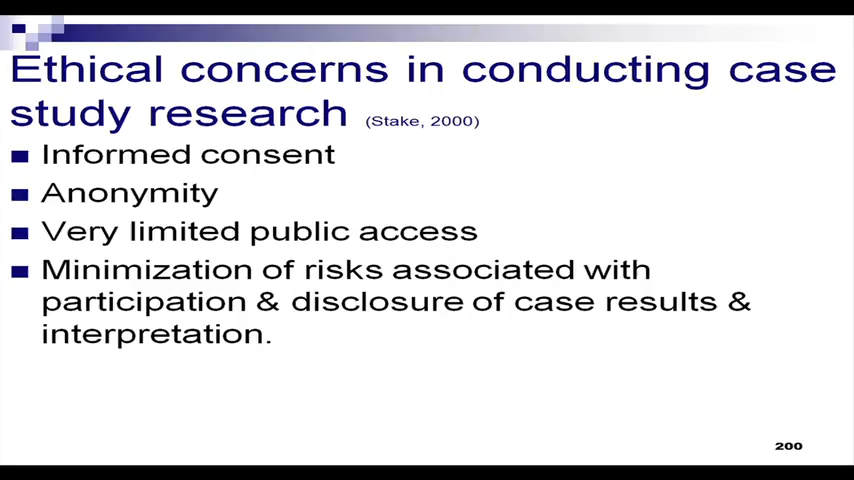 Ethical concerns in conducting case
study research (Stake, 2000)
Informed consent
Anonymity
Very limited public access
Minimization of risks associated with
participation & disclosure of case results &
interpretation.
200